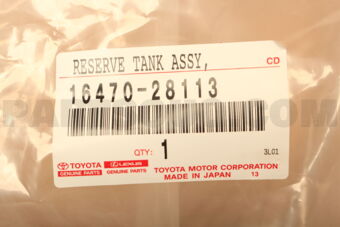 RESERVE TANK ASSY,
CD
16470-28113
QTY: 1
3LG1
TOYOTA
GENUINE PARTS
LEXUS
GENUINE PARTS
TOYOTA MOTOR CORPORATION
MADE IN JAPAN 13